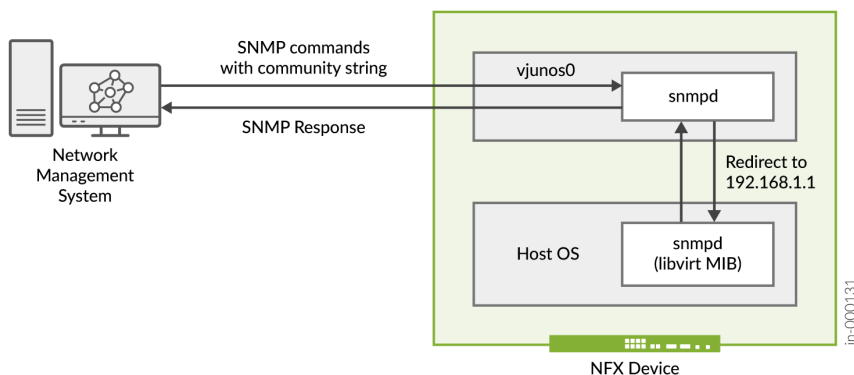 SNMP commands
with community string
SNMP Response
Network
Management
System
vjunos0
snmpd
Redirect to
192.168.1.1
Host OS
snmpd
(libvirt MIB)
NFX Device
jn-000131